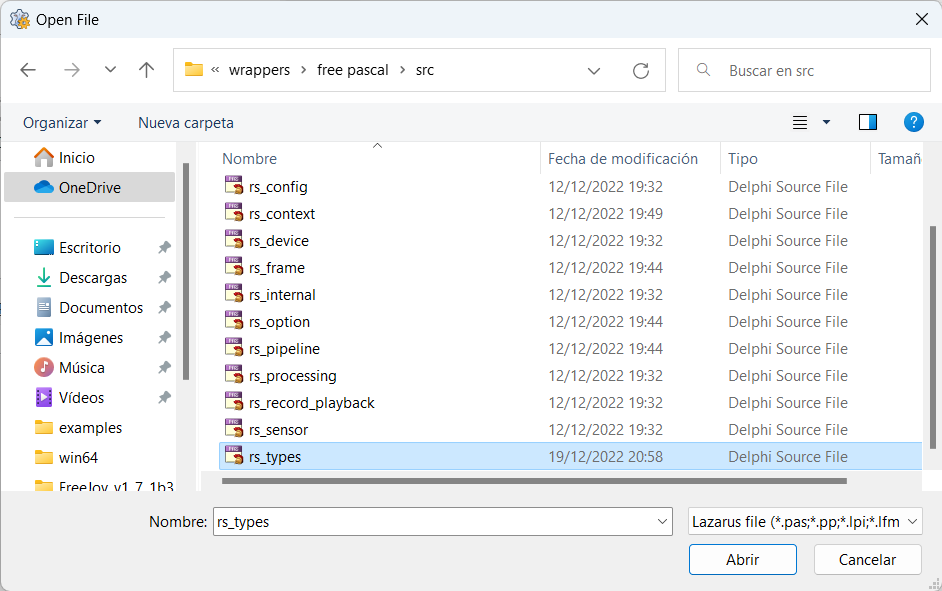 Open File
« wrappers > free pascal > src
Buscar en src
Organizar
Nueva carpeta
?
Inicio
OneDrive
Escritorio
Descargas
Documentos
Imágenes
Música
Vídeos
examples
win64
FreeJoy_v1_7_1b3
Nombre Fecha de modificación Tipo Tamañ
rs_config 12/12/2022 19:32 Delphi Source File
rs_context 12/12/2022 19:49 Delphi Source File
rs_device 12/12/2022 19:32 Delphi Source File
rs_frame 12/12/2022 19:44 Delphi Source File
rs_internal 12/12/2022 19:32 Delphi Source File
rs_option 12/12/2022 19:44 Delphi Source File
rs_pipeline 12/12/2022 19:44 Delphi Source File
rs_processing 12/12/2022 19:32 Delphi Source File
rs_record_playback 12/12/2022 19:32 Delphi Source File
rs_sensor 12/12/2022 19:32 Delphi Source File
rs_types 19/12/2022 20:58 Delphi Source File
Nombre: rs_types
Lazarus file (*.pas;*.pp;*.lpi;*.lfm
Abrir
Cancelar